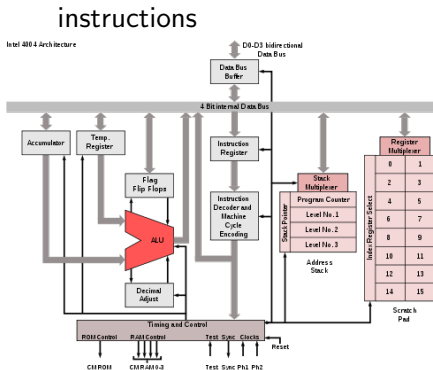 instructions
Intel 4004 Architecture
D0-D3 bidirectional
Data Bus
Data Bus
Buffer
4 Bit internal Data Bus
Accumulator
Temp.
Register
Instruction
Register
Register
Multiplexer
Flag
Flip Flops
Stack
Multiplexer
Instruction
Decoder and
Machine
Cycle
Encoding
Stack Pointer
Program Counter
Level No. 1
Level No. 2
Level No. 3
Address
Stack
Index Register Select
0 1
2 3
4 5
6 7
8 9
10 11
12 13
14 15
Scratch
Pad
ALU
Decimal
Adjust
Timing and Control
ROM Control RAM Control Test Sync Clocks
Reset
CM ROM CM RAM 0-3 Test Sync Ph1 Ph2